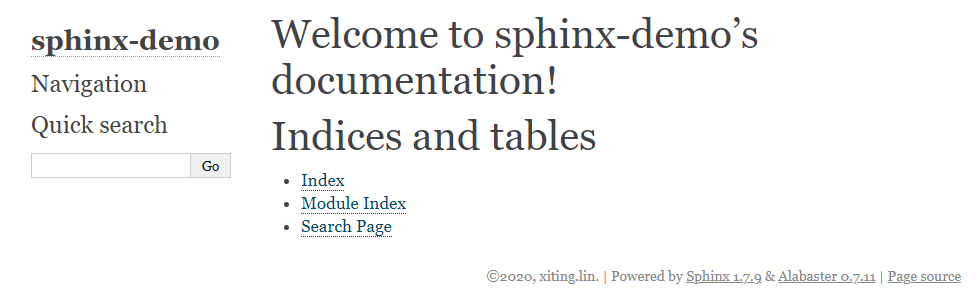 sphinx-demo
Navigation
Quick search
Go
Welcome to sphinx-demo’s
documentation!
Indices and tables
Index
Module Index
Search Page
©2020, xiting.lin. | Powered by Sphinx 1.7.9 & Alabaster 0.7.11 | Page source